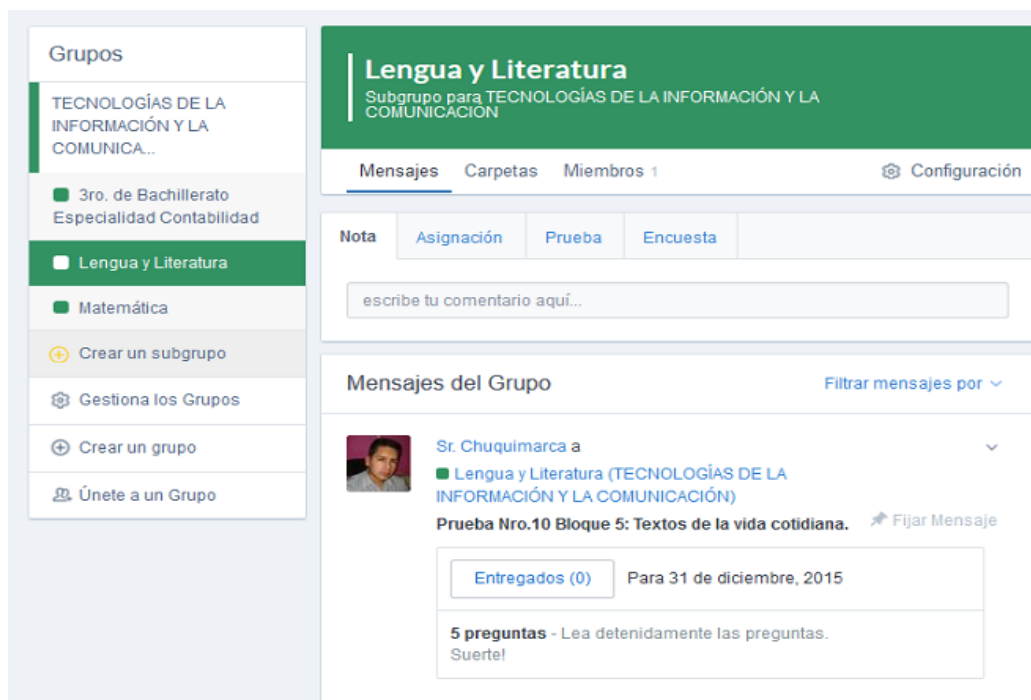 Grupos
TECNOLOGÍAS DE LA
INFORMACIÓN Y LA
COMUNICA...
3ro. de Bachillerato
Especialidad Contabilidad
Lengua y Literatura
Matemática
Crear un subgrupo
Gestiona los Grupos
Crear un grupo
Únete a un Grupo
Lengua y Literatura
Subgrupo para TECNOLOGÍAS DE LA INFORMACIÓN Y LA
COMUNICACIÓN
Mensajes Carpetas Miembros 1 Configuración
Nota Asignación Prueba Encuesta
escribe tu comentario aquí...
Mensajes del Grupo Filtrar mensajes por
Sr. Chuquimarca a
Lengua y Literatura (TECNOLOGÍAS DE LA
INFORMACIÓN Y LA COMUNICACIÓN)
Prueba Nro.10 Bloque 5: Textos de la vida cotidiana. Fijar Mensaje
Entregados (0) Para 31 de diciembre, 2015
5 preguntas - Lea detenidamente las preguntas.
Suerte!